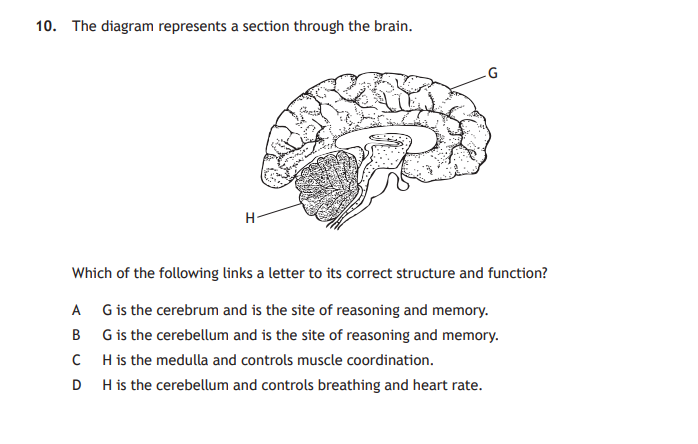 10. The diagram represents a section through the brain.
G
H
Which of the following links a letter to its correct structure and function?
A G is the cerebrum and is the site of reasoning and memory.
B G is the cerebellum and is the site of reasoning and memory.
C H is the medulla and controls muscle coordination.
D H is the cerebellum and controls breathing and heart rate.